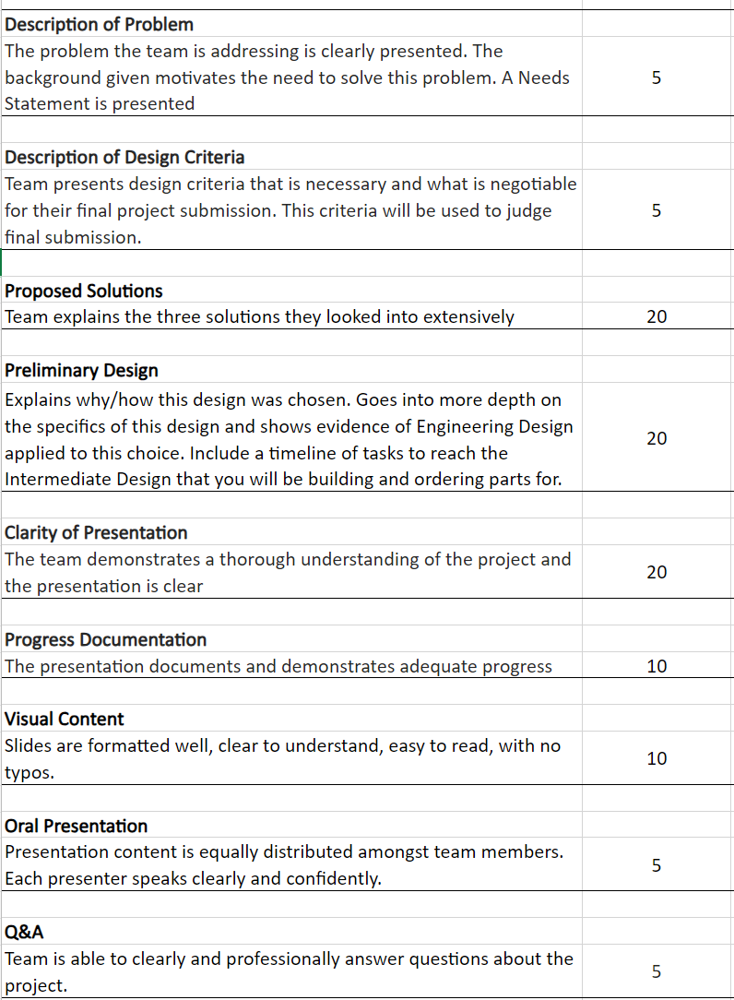 Description of Problem
The problem the team is addressing is clearly presented. The
background given motivates the need to solve this problem. A Needs
Statement is presented
5
Description of Design Criteria
Team presents design criteria that is necessary and what is negotiable
for their final project submission. This criteria will be used to judge
final submission.
5
Proposed Solutions
Team explains the three solutions they looked into extensively
20
Preliminary Design
Explains why/how this design was chosen. Goes into more depth on
the specifics of this design and shows evidence of Engineering Design
applied to this choice. Include a timeline of tasks to reach the
Intermediate Design that you will be building and ordering parts for.
20
Clarity of Presentation
The team demonstrates a thorough understanding of the project and
the presentation is clear
20
Progress Documentation
The presentation documents and demonstrates adequate progress
10
Visual Content
Slides are formatted well, clear to understand, easy to read, with no
typos.
10
Oral Presentation
Presentation content is equally distributed amongst team members.
Each presenter speaks clearly and confidently.
5
Q&A
Team is able to clearly and professionally answer questions about the
project.
5